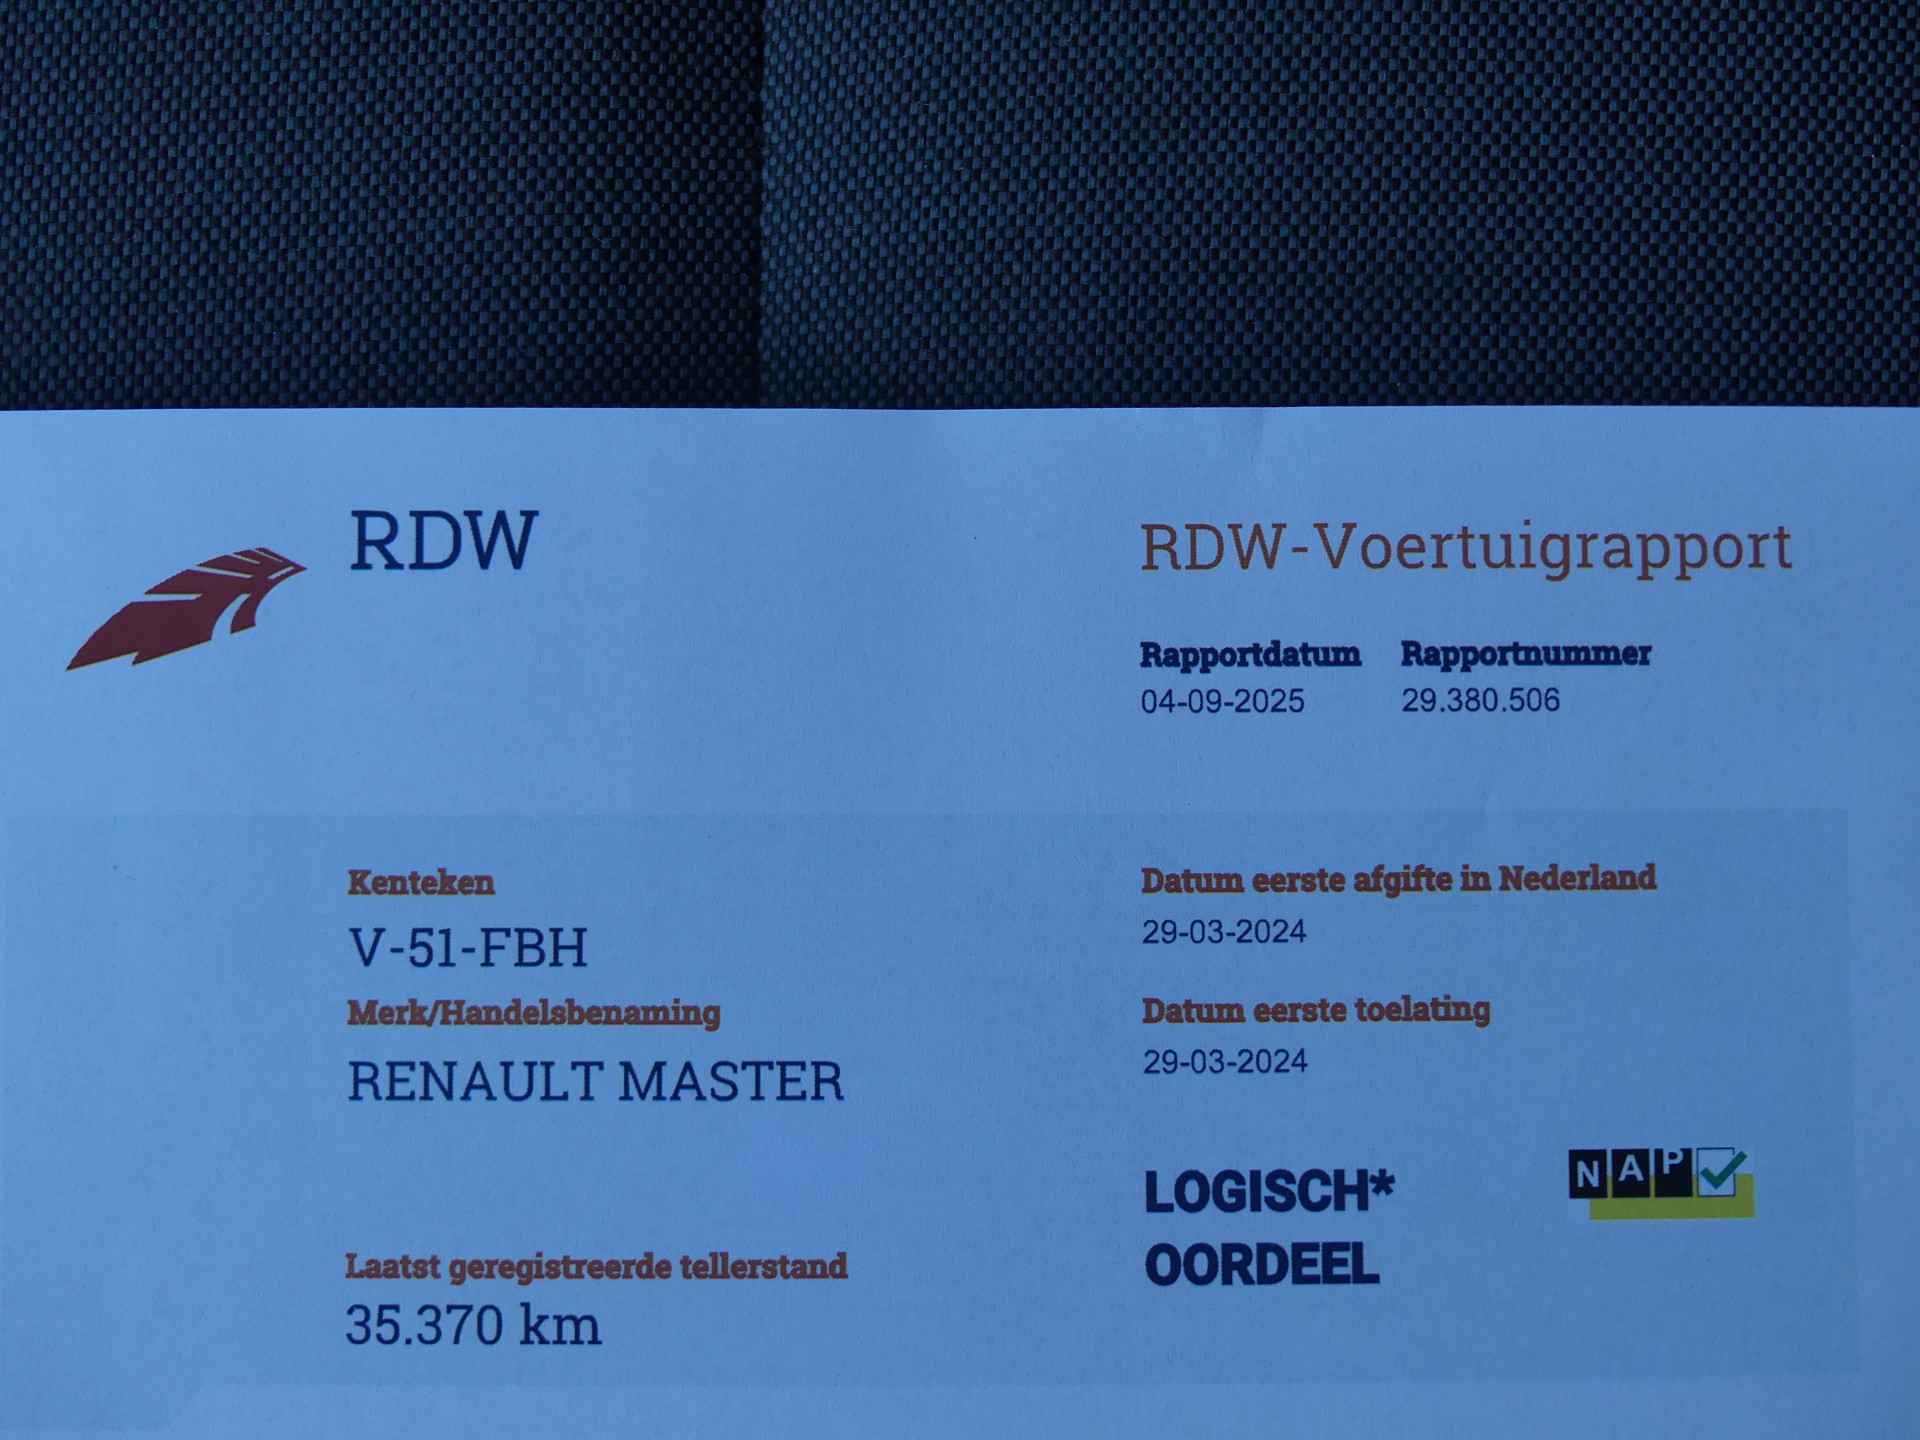 RDW
RDW-Voertuigrapport
Rapportdatum Rapportnummer
04-09-2025 29.380.506
Kenteken
V-51-FBH
Merk/Handelsbenaming
RENAULT MASTER
Laatst geregistreerde tellerstand
35.370 km
Datum eerste afgifte in Nederland
29-03-2024
Datum eerste toelating
29-03-2024
LOGISCH*
OORDEEL
NAP